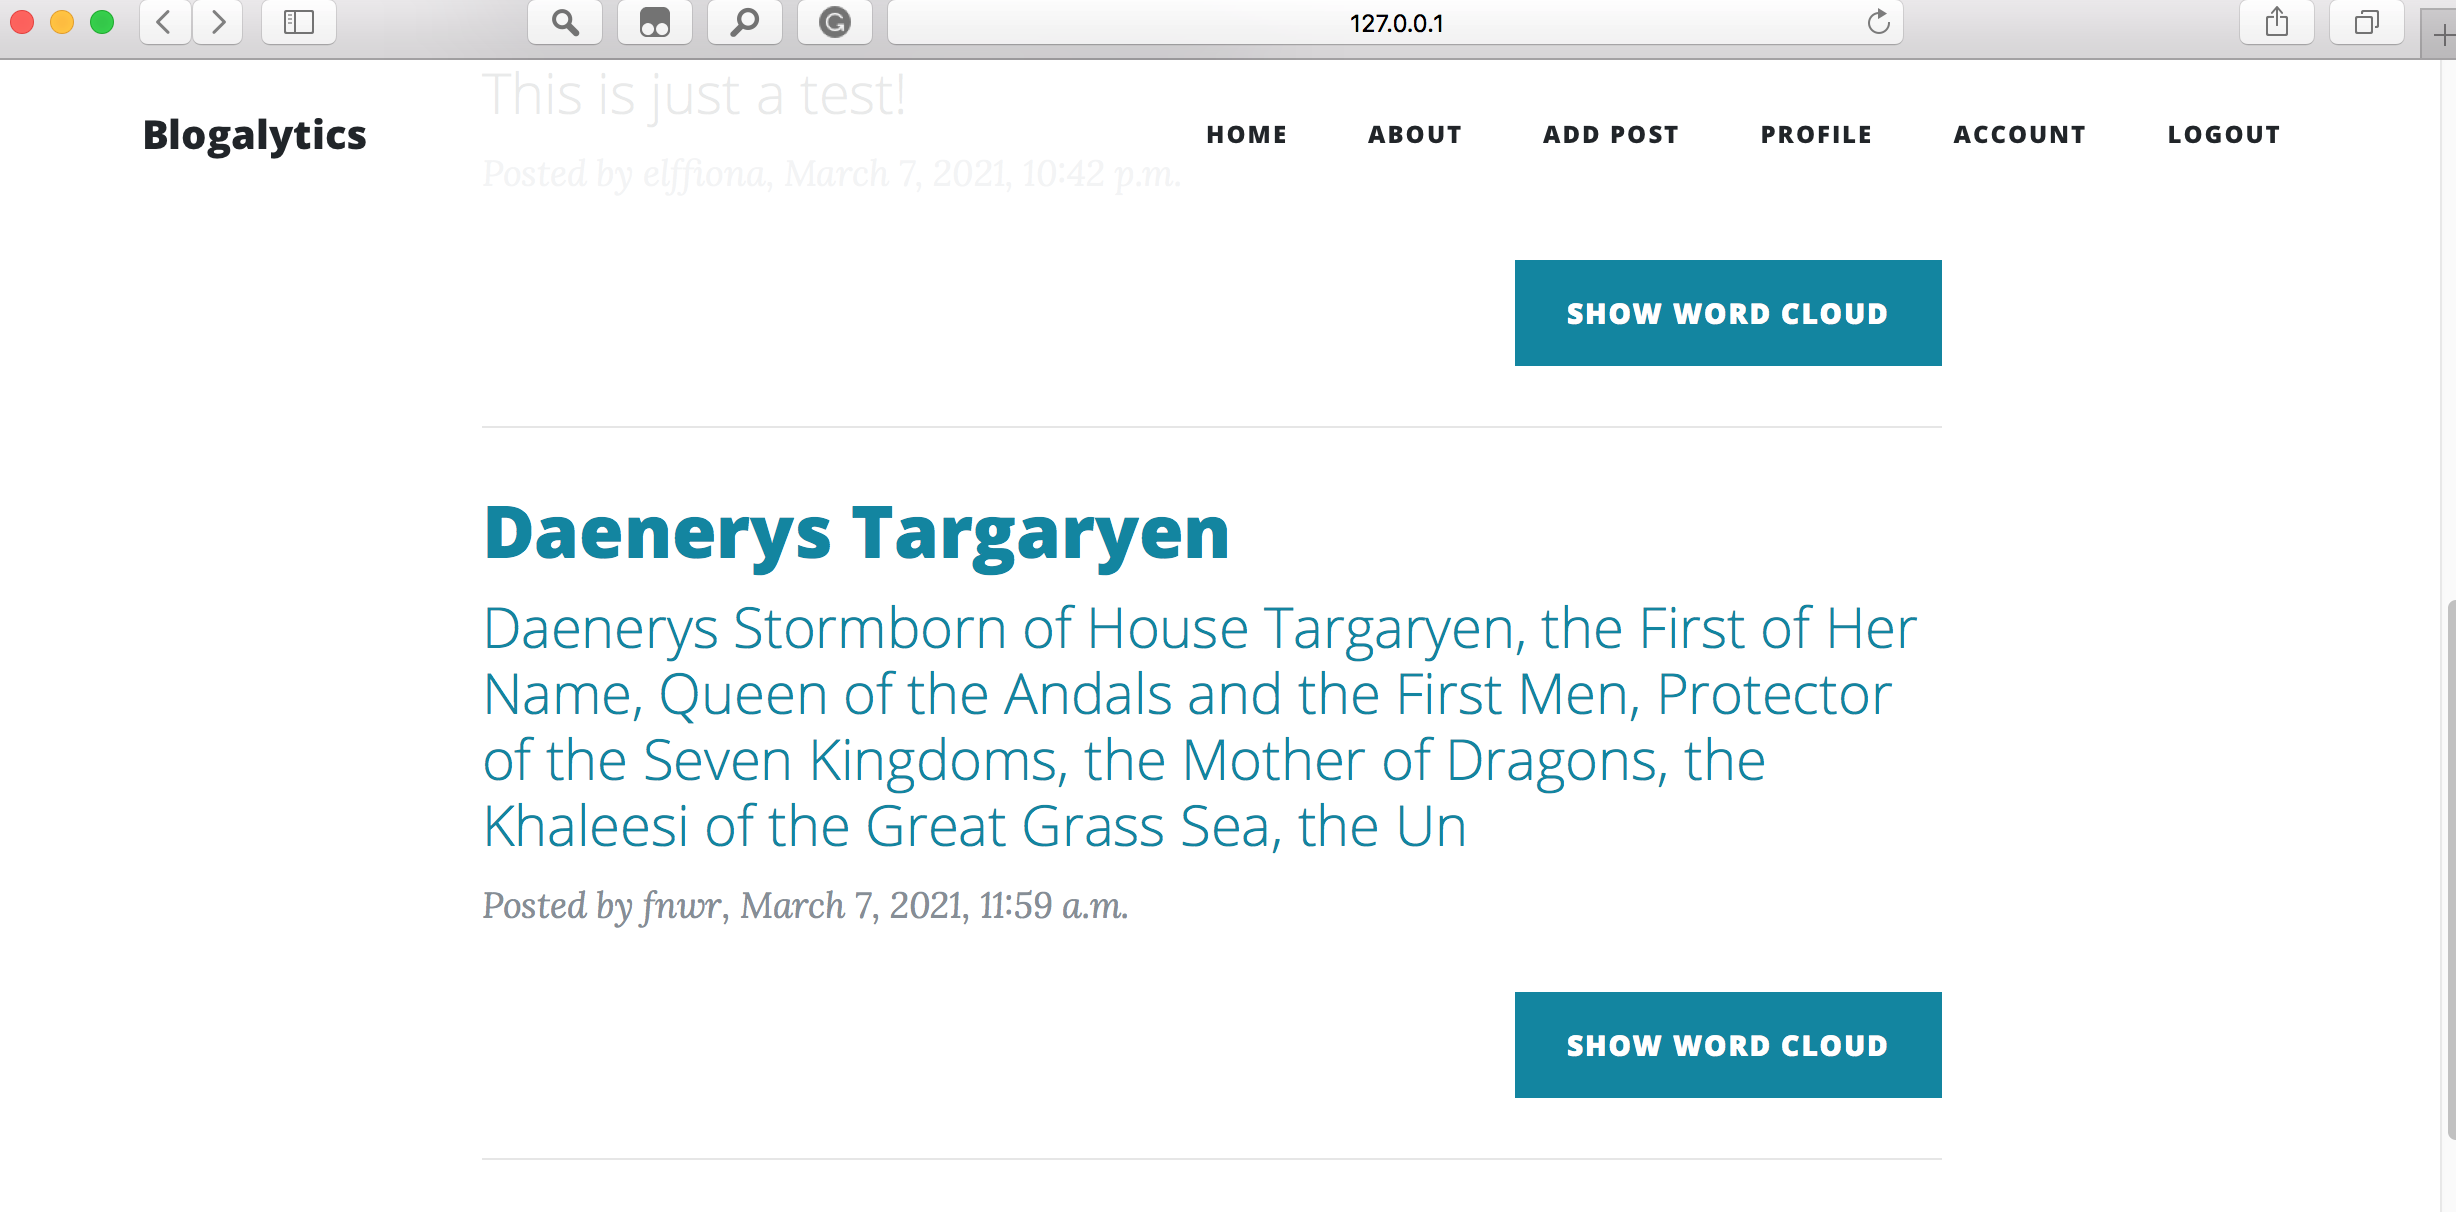 127.0.0.1
This is just a test!
Blogalytics
HOME ABOUT ADD POST PROFILE ACCOUNT LOGOUT
Posted by elffiona, March 7, 2021, 10:42 p.m.
SHOW WORD CLOUD
Daenerys Targaryen
Daenerys Stormborn of House Targaryen, the First of Her
Name, Queen of the Andals and the First Men, Protector
of the Seven Kingdoms, the Mother of Dragons, the
Khaleesi of the Great Grass Sea, the Un
Posted by fnwr, March 7, 2021, 11:59 a.m.
SHOW WORD CLOUD